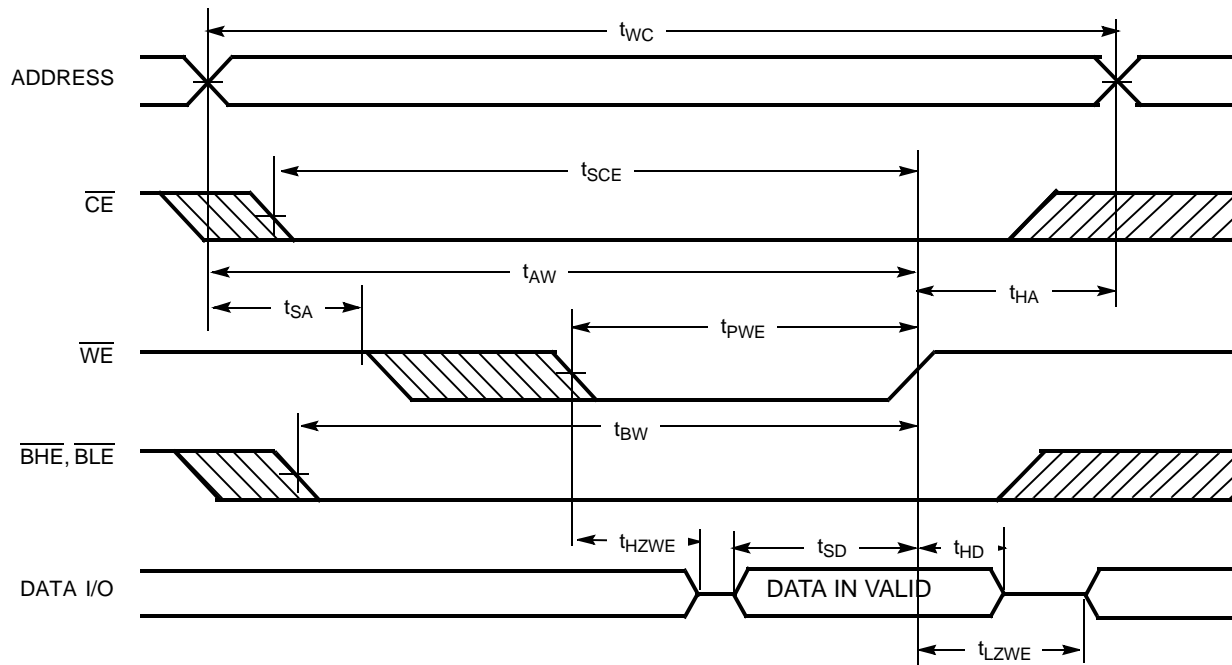 tWC
ADDRESS
tSCE
CE
tAW
tSA
tHA
tPWE
WE
tBW
BHE, BLE
tHZWE
tSD
tHD
DATA I/O
DATA IN VALID
tLZWE